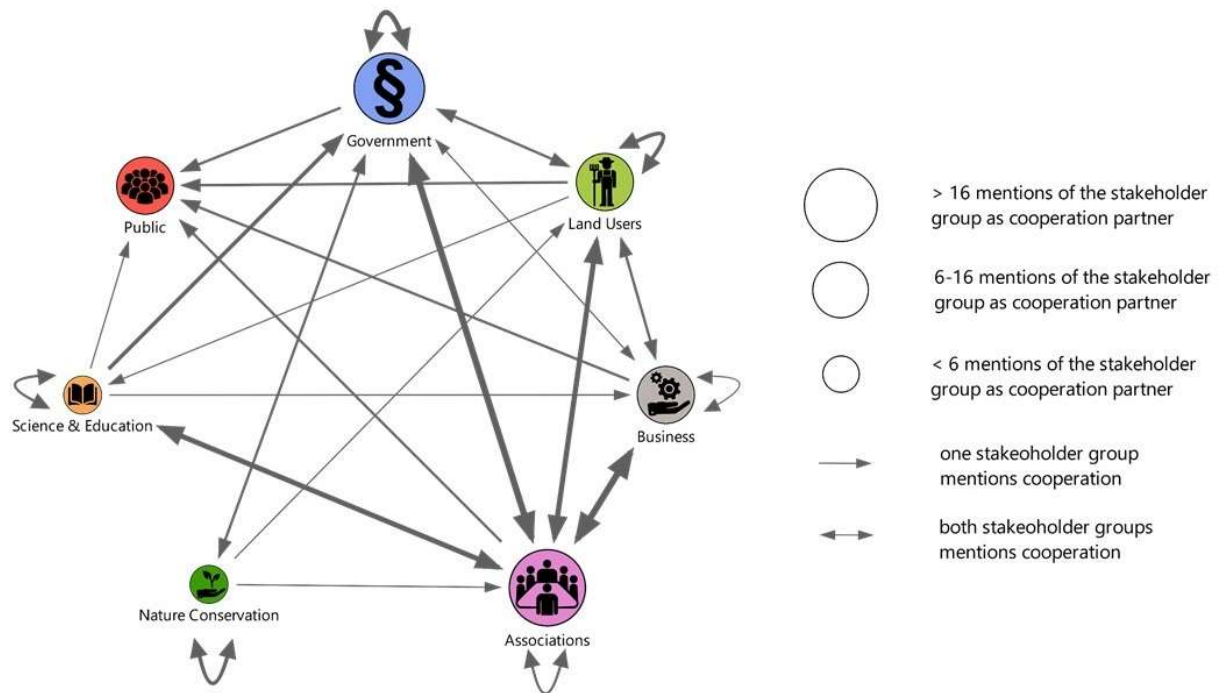 §
Government
Public
Land Users
> 16 mentions of the stakeholder
group as cooperation partner
6-16 mentions of the stakeholder
group as cooperation partner
< 6 mentions of the stakeholder
group as cooperation partner
Science & Education
Business
one stakeoholder group
mentions cooperation
both stakeoholder groups
mentions cooperation
Nature Conservation
Associations